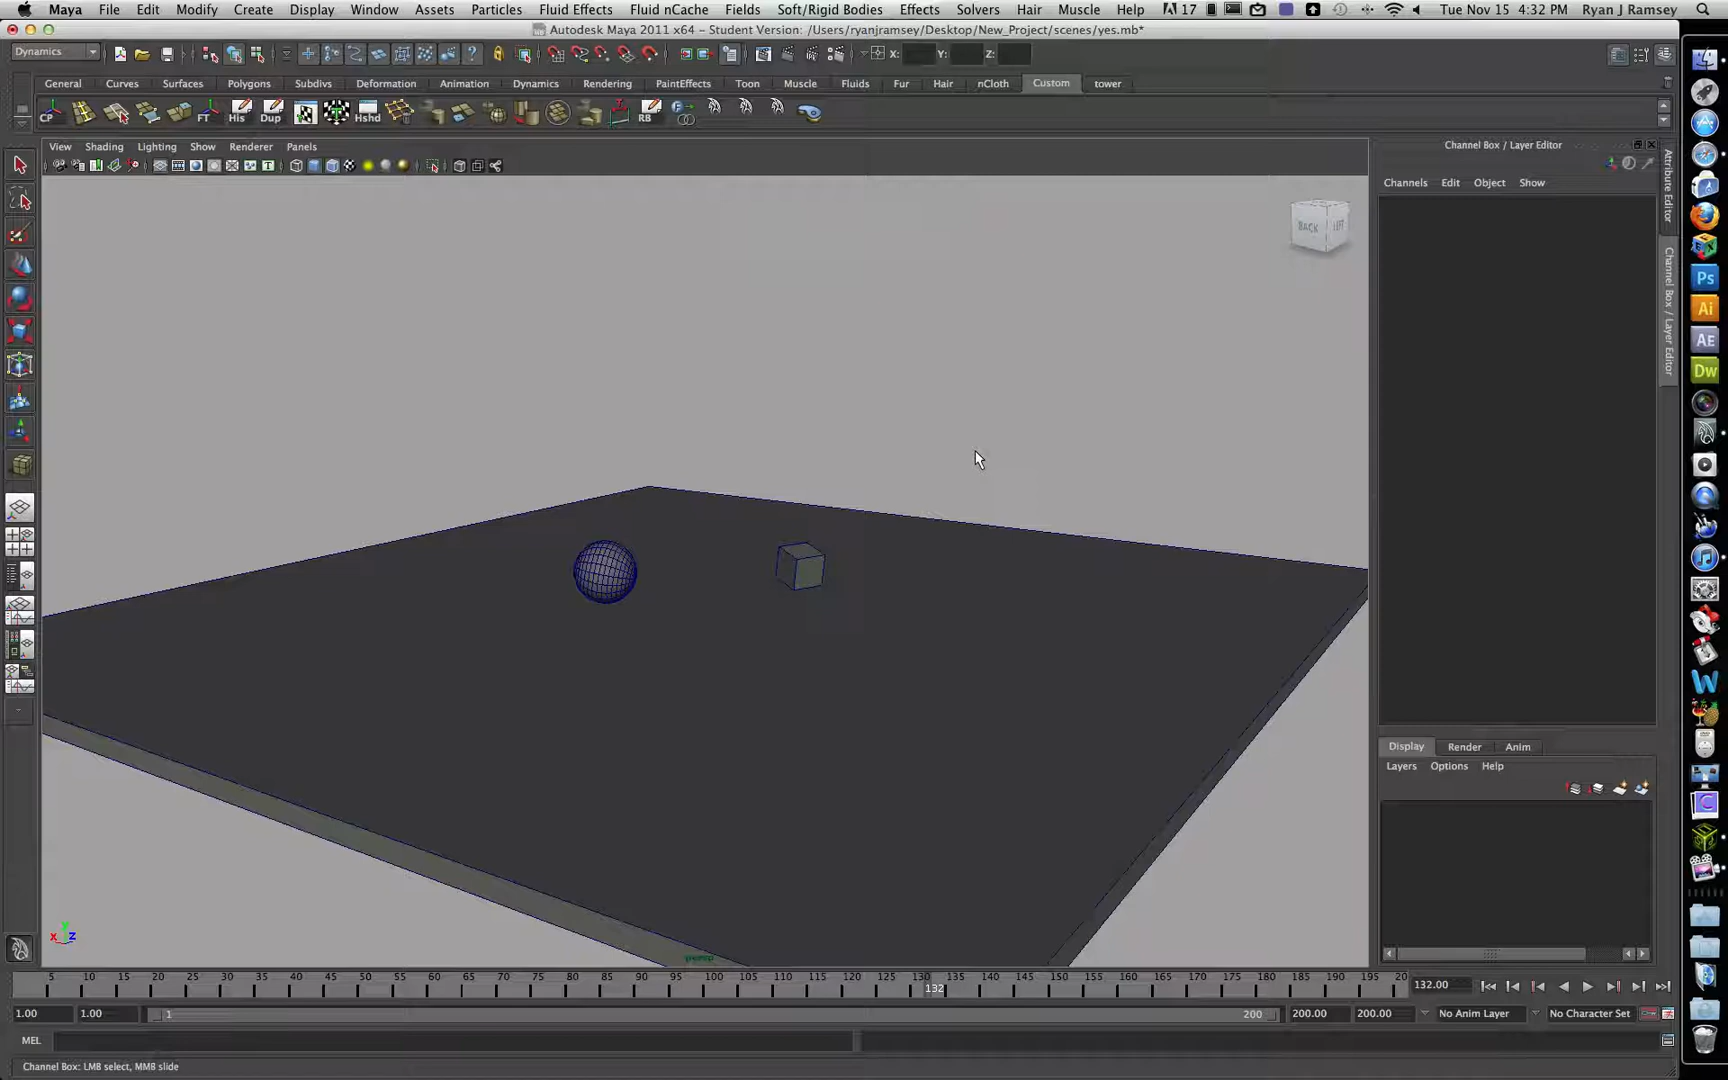 Maya File Edit Modify Create Display Window Assets Particles Fluid Effects Fluid nCache Fields Soft/Rigid Bodies Effects Solvers Hair Muscle Help 17 Tue Nov 15 4:32 PM Ryan J Ramsey
Autodesk Maya 2011 x64 - Student Version: /Users/ryanjramsey/Desktop/New_Project/scenes/yes.mb*
Dynamics X: Y: Z:
General Curves Surfaces Polygons Subdivs Deformation Animation Dynamics Rendering PaintEffects Toon Muscle Fluids Fur Hair nCloth Custom tower
CP FT His Dup Hshd RB
View Shading Lighting Show Renderer Panels
Channel Box / Layer Editor
Channels Edit Object Show
Attribute Editor
Channel Box / Layer Editor
BACK
Ps
Ai
AE
Dw
Display Render Anim
Layers Options Help
y
x z
persp
5 10 15 20 25 30 35 40 45 50 55 60 65 70 75 80 85 90 95 100 105 110 115 120 125 130 135 140 145 150 155 160 165 170 175 180 185 190 195 20
132
132.00
1.00 1.00 1 200 200.00 200.00 No Anim Layer No Character Set
MEL
Channel Box: LMB select, MMB slide